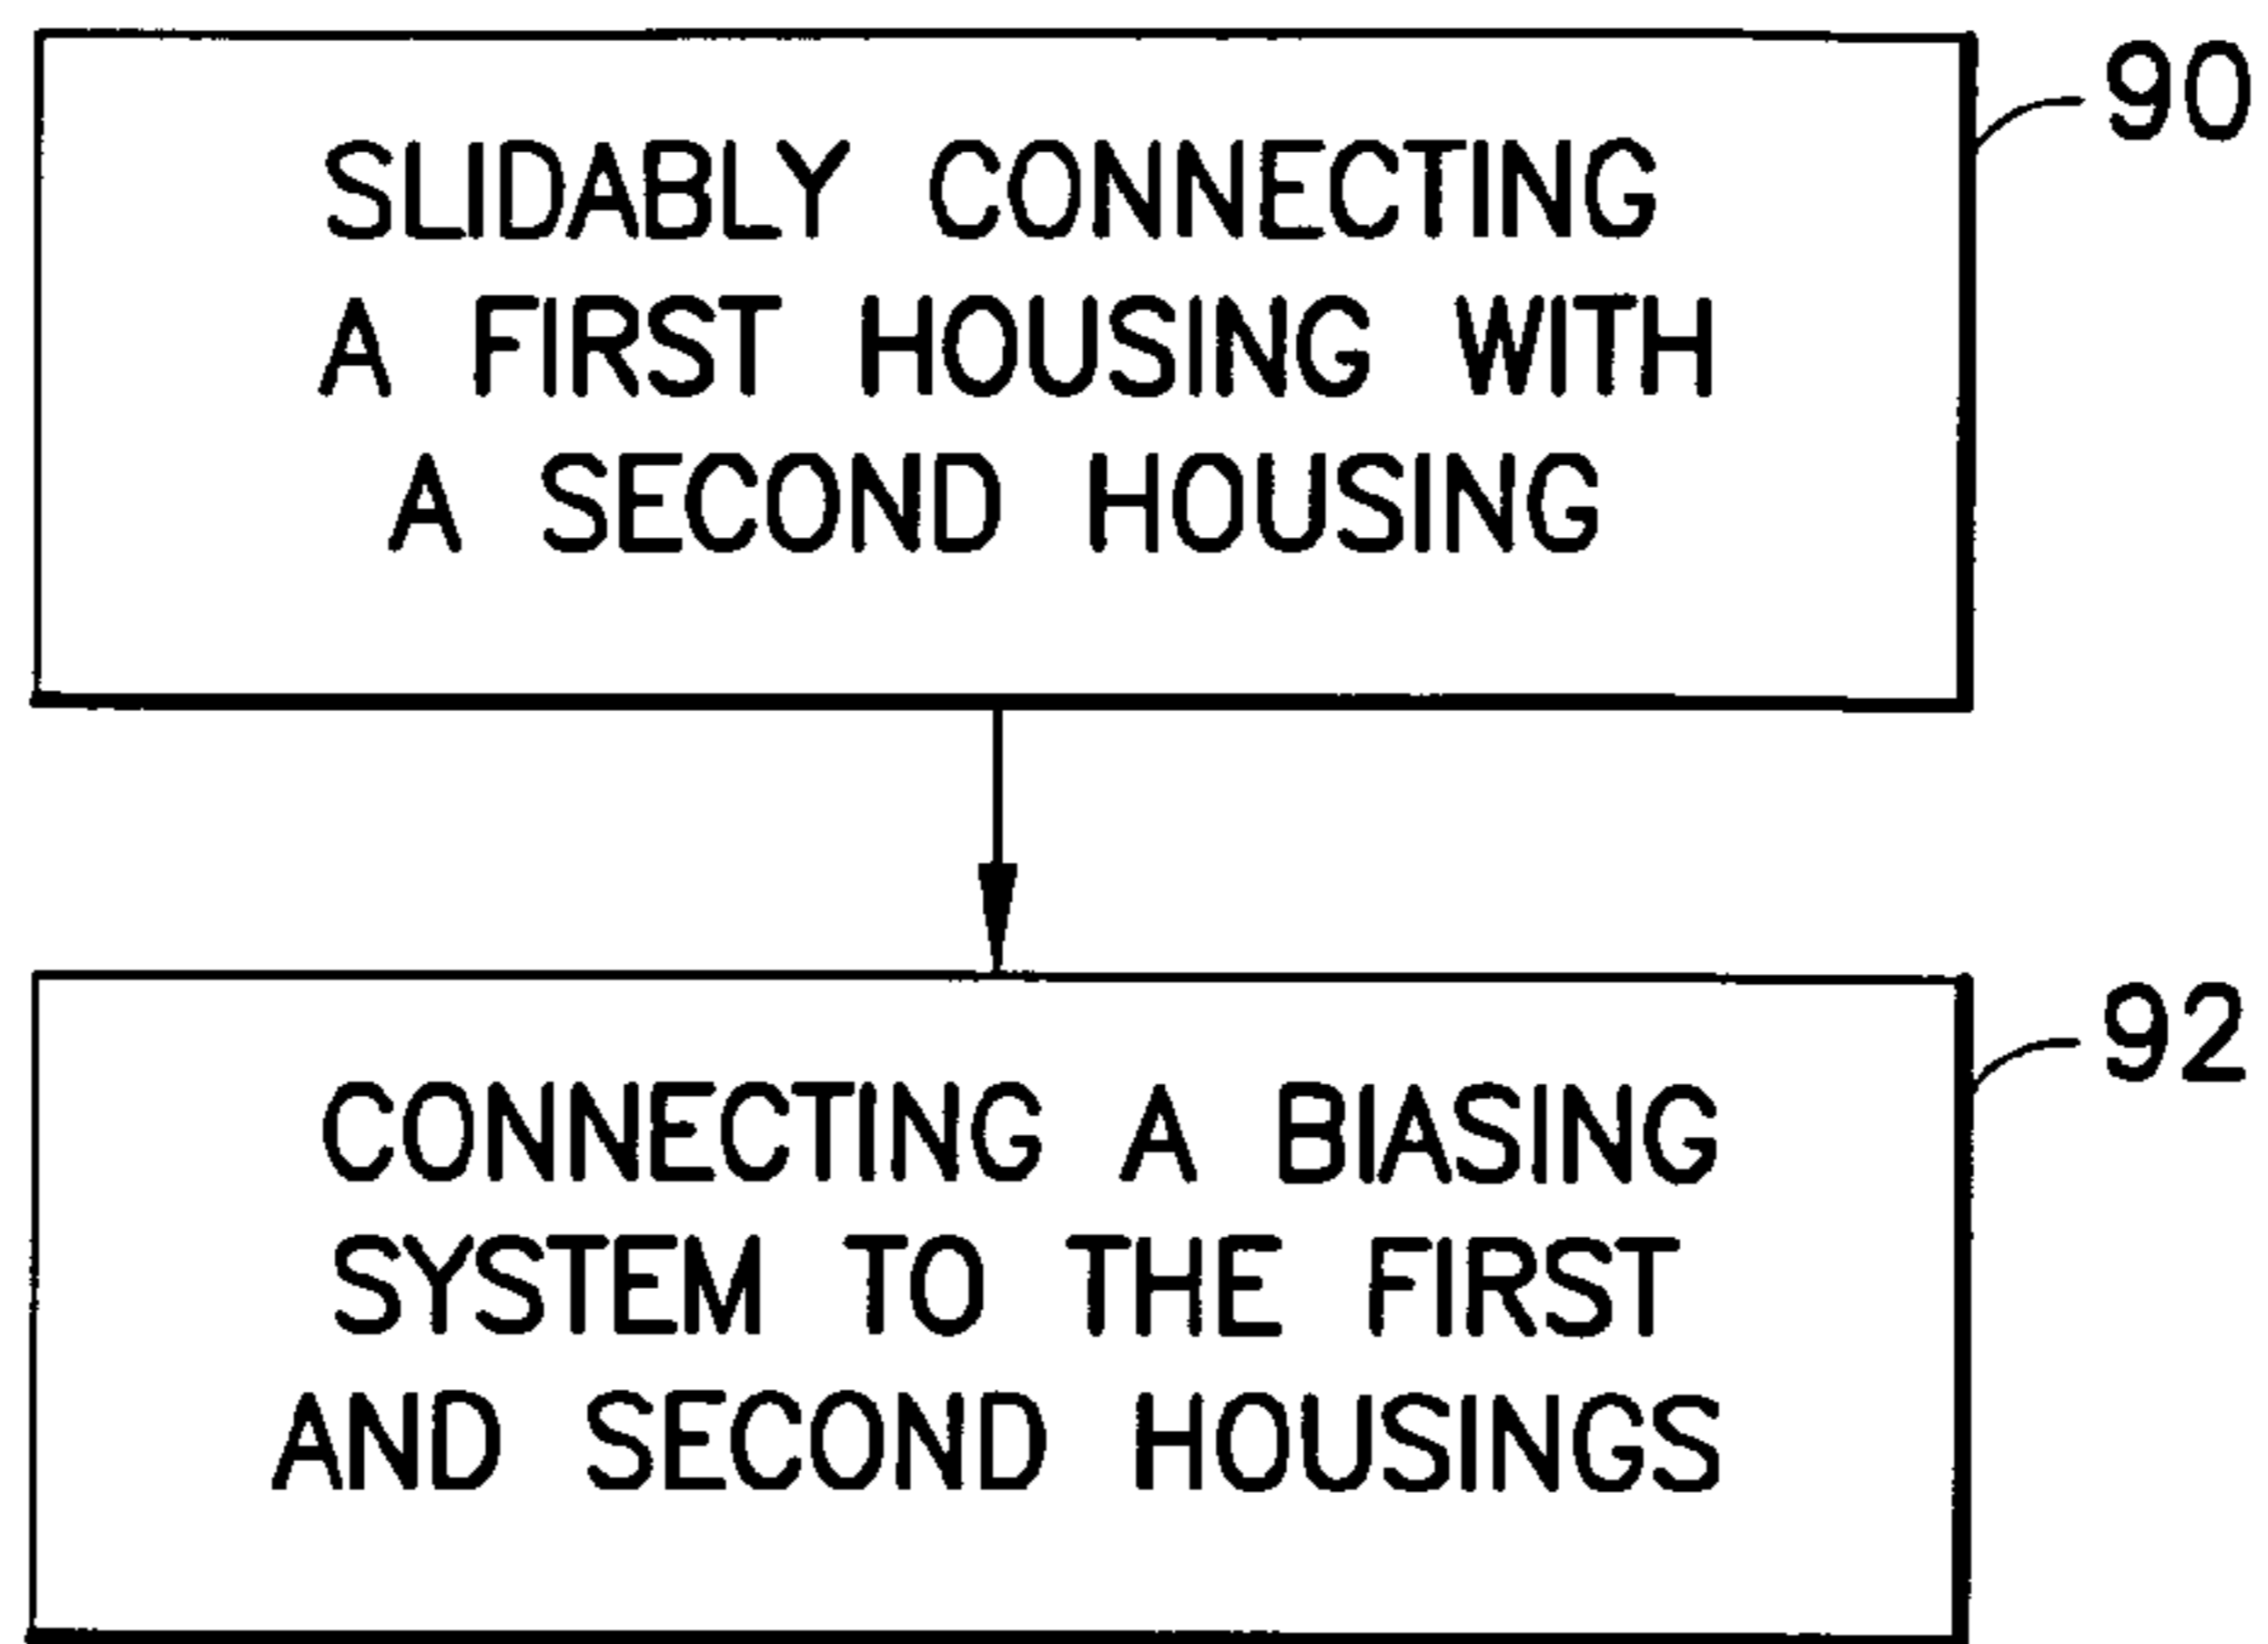 SLIDABLY CONNECTING
A FIRST HOUSING WITH
A SECOND HOUSING
90
CONNECTING A BIASING
SYSTEM TO THE FIRST
AND SECOND HOUSINGS
92